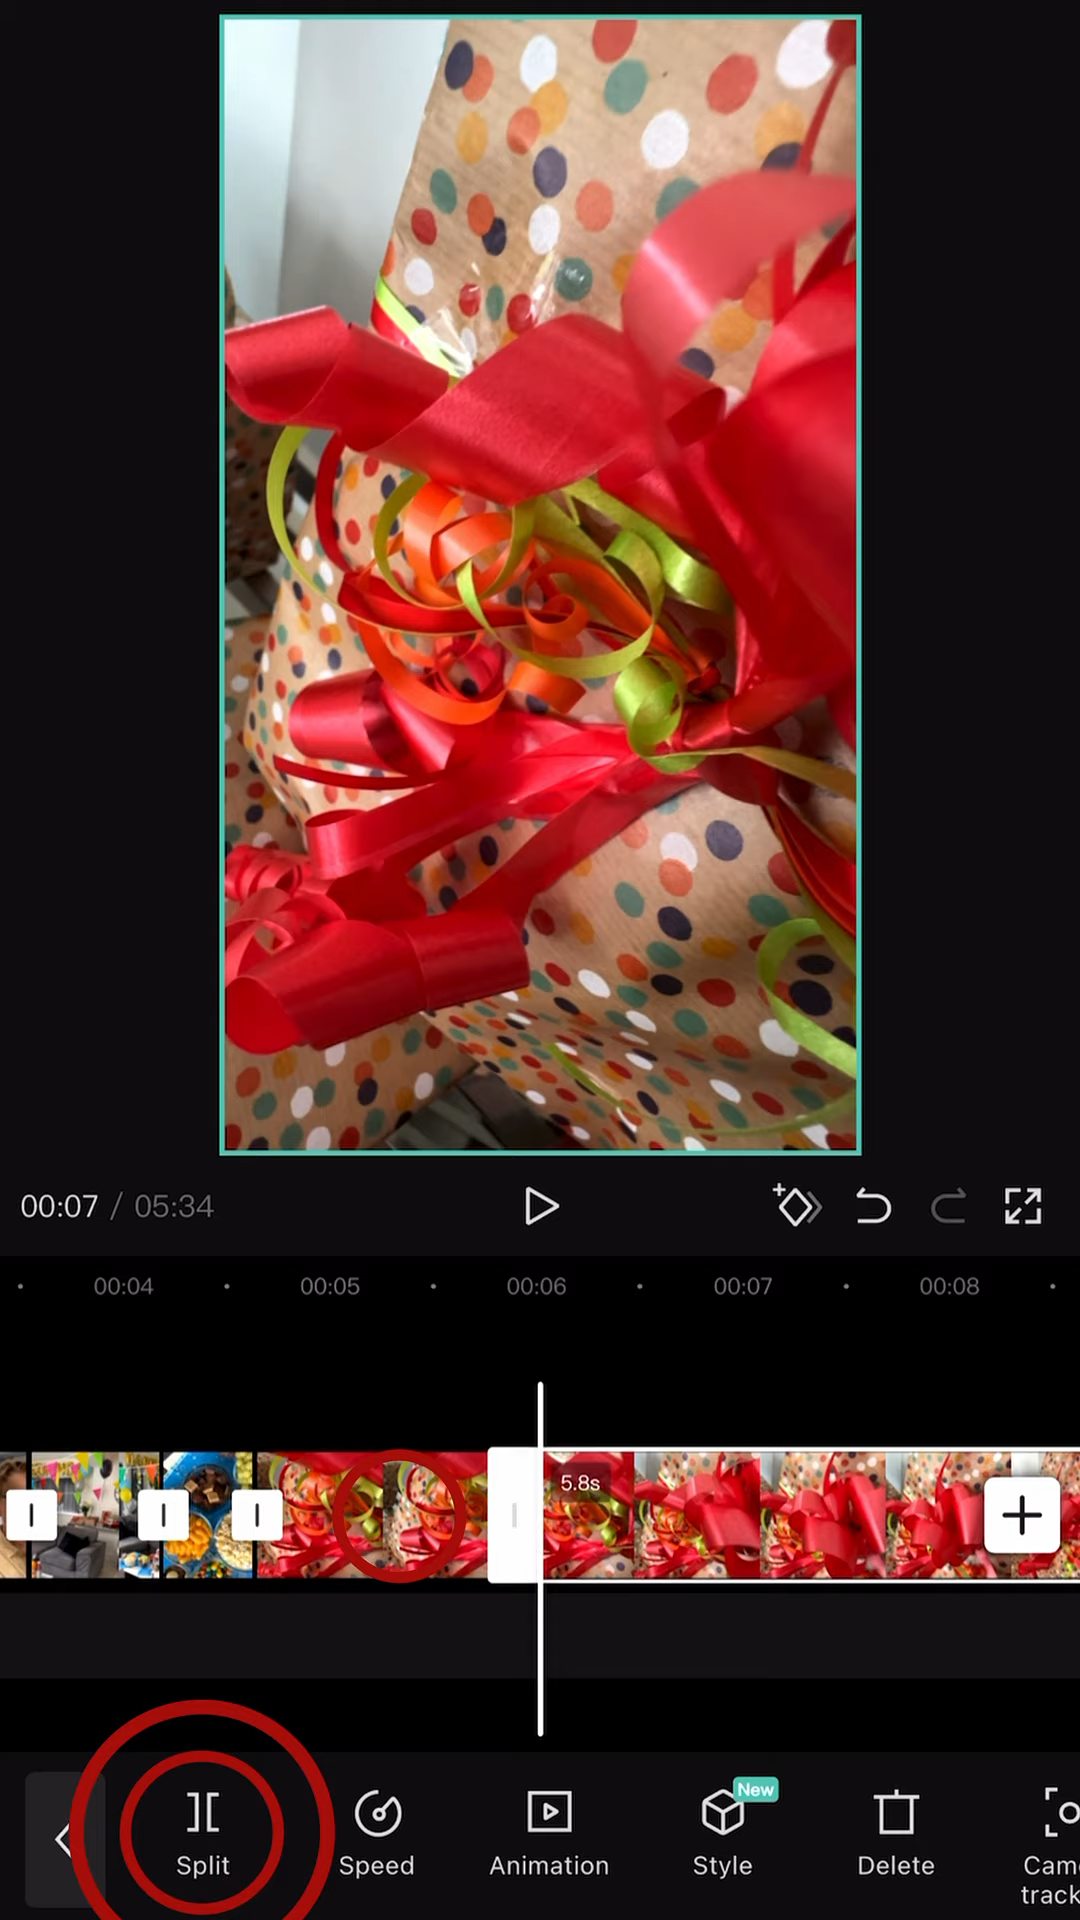 00:07 / 05:34
00:04 00:05 00:06 00:07 00:08
5.8s
New
Split Speed Animation Style Delete Cam
track